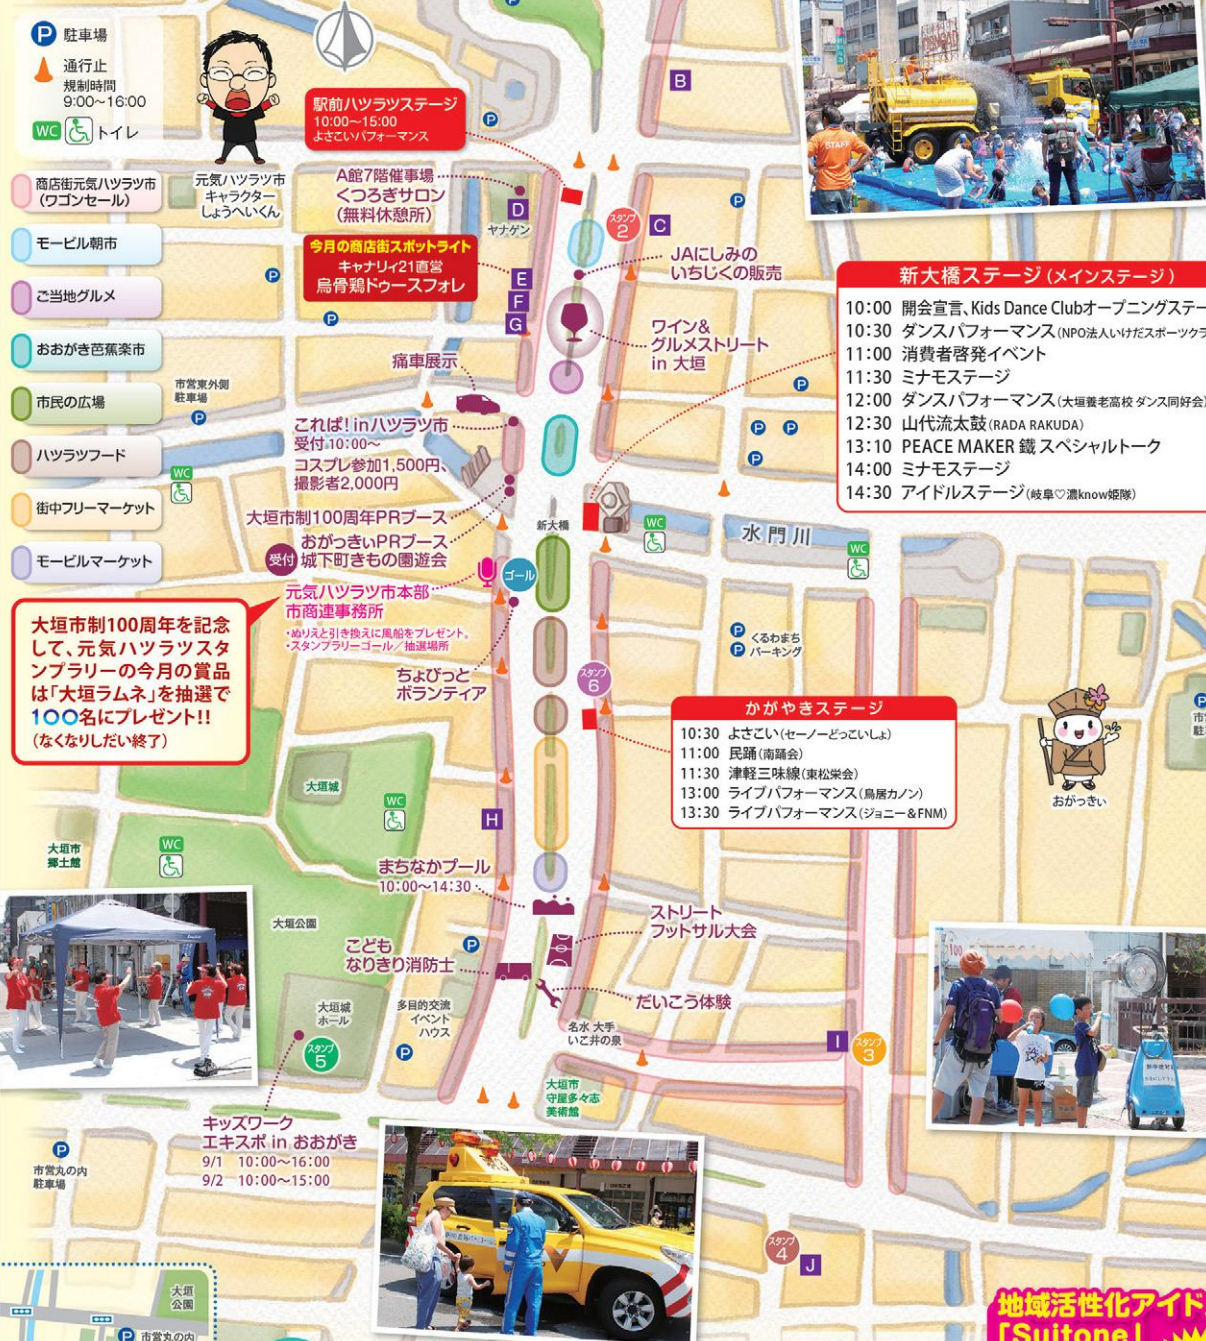 P 駐車場
通行止
規制時間
9:00〜16:00
WC トイレ
元気ハツラツ市
キャラクター
しょうへいくん
商店街元気ハツラツ市
(ワゴンセール)
モービル朝市
ご当地グルメ
おおがき芭蕉楽市
市民の広場
ハツラツフード
街中フリーマーケット
モービルマーケット
駅前ハツラツステージ
10:00〜15:00
よさこいパフォーマンス
B
P
A館7階催事場
くつろぎサロン
(無料休憩所)
D
ヤナゲン
スタンプ
2
C
P
今月の商店街スポットライト
キャナリィ21直営
烏骨鶏ドゥースフォレ
E
F
G
P
P
JAにしみの
いちじくの販売
ワイン&
グルメストリート
in 大垣
STAFF
新大橋ステージ(メインステージ)
10:00 開会宣言、Kids Dance Clubオープニングステー
10:30 ダンスパフォーマンス(NPO法人いけだスポーツクラ
11:00 消費者啓発イベント
11:30 ミナモステージ
12:00 ダンスパフォーマンス(大垣養老高校 ダンス同好会)
12:30 山代流太鼓(RADA RAKUDA)
13:10 PEACE MAKER 鐵 スペシャルトーク
14:00 ミナモステージ
14:30 アイドルステージ(岐阜♡濃know姫隊)
市営東外側
駐車場
P
痛車展示
P
P P
P
これば!inハツラツ市
受付 10:00〜
コスプレ参加1,500円、
撮影者2,000円
WC
大垣市制100周年PRブース
おがっきいPRブース
受付 城下町きもの園遊会
新大橋
WC
水門川
WC
ゴール
元気ハツラツ市本部
市商連事務所
・ぬりえと引き換えに風船をプレゼント。
・スタンプラリーゴール/抽選場所
ちょびっと
ボランティア
大垣市制100周年を記念
して、元気ハツラツスタ
ンプラリーの今月の賞品
は「大垣ラムネ」を抽選で
100名にプレゼント!!
(なくなりしだい終了)
P くるわまち
P パーキング
スタンプ
6
かがやきステージ
10:30 よさこい(セーノーどっこいしょ)
11:00 民踊(南踊会)
11:30 津軽三味線(東松栄会)
13:00 ライブパフォーマンス(鳥居カノン)
13:30 ライブパフォーマンス(ジョニー&FNM)
おがっきぃ
P
市
駐
大垣城
WC
H
大垣市
郷土館
WC
まちなかプール
10:00〜14:30
大垣公園
P
こども
なりきり消防士
ストリート
フットサル大会
だいこう体験
大垣城
ホール
スタンプ
5
多目的交流
イベント
ハウス
P
名水 大手
いこ井の泉
I
スタンプ
3
大垣市
守屋多々志
美術館
キッズワーク
エキスポ in おおがき
9/1 10:00〜16:00
9/2 10:00〜15:00
P
市営丸の内
駐車場
スタンプ
4
J
大垣
公園
P 市営丸の内
地域活性化アイド
「Suitone」